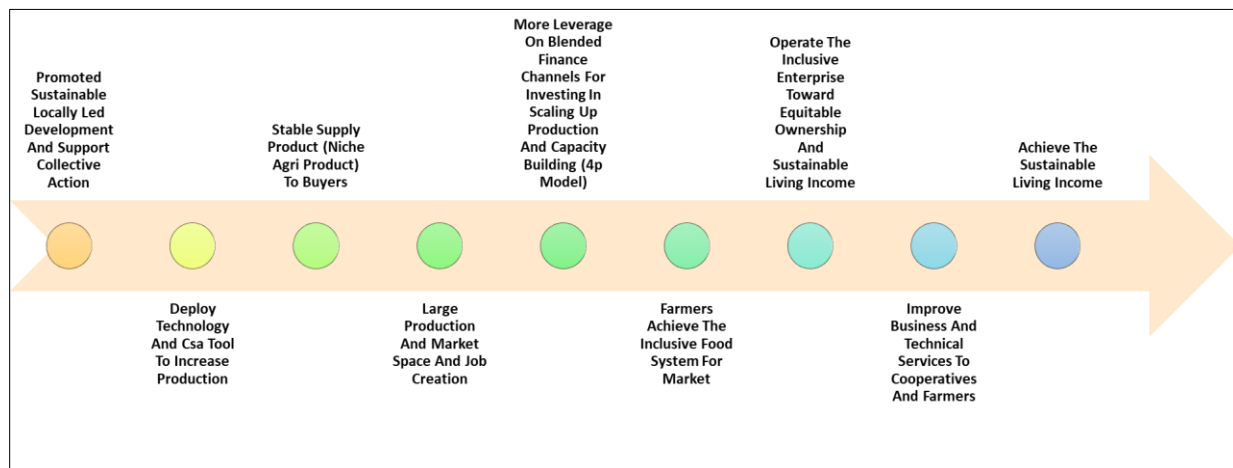 Promoted
Sustainable
Locally Led
Development
And Support
Collective
Action
Deploy
Technology
And Csa Tool
To Increase
Production
Stable Supply
Product (Niche
Agri Product)
To Buyers
Large
Production
And Market
Space And Job
Creation
More Leverage
On Blended
Finance
Channels For
Investing In
Scaling Up
Production
And Capacity
Building (4p
Model)
Farmers
Achieve The
Inclusive Food
System For
Market
Operate The
Inclusive
Enterprise
Toward
Equitable
Ownership
And
Sustainable
Living Income
Improve
Business And
Technical
Services To
Cooperatives
And Farmers
Achieve The
Sustainable
Living Income